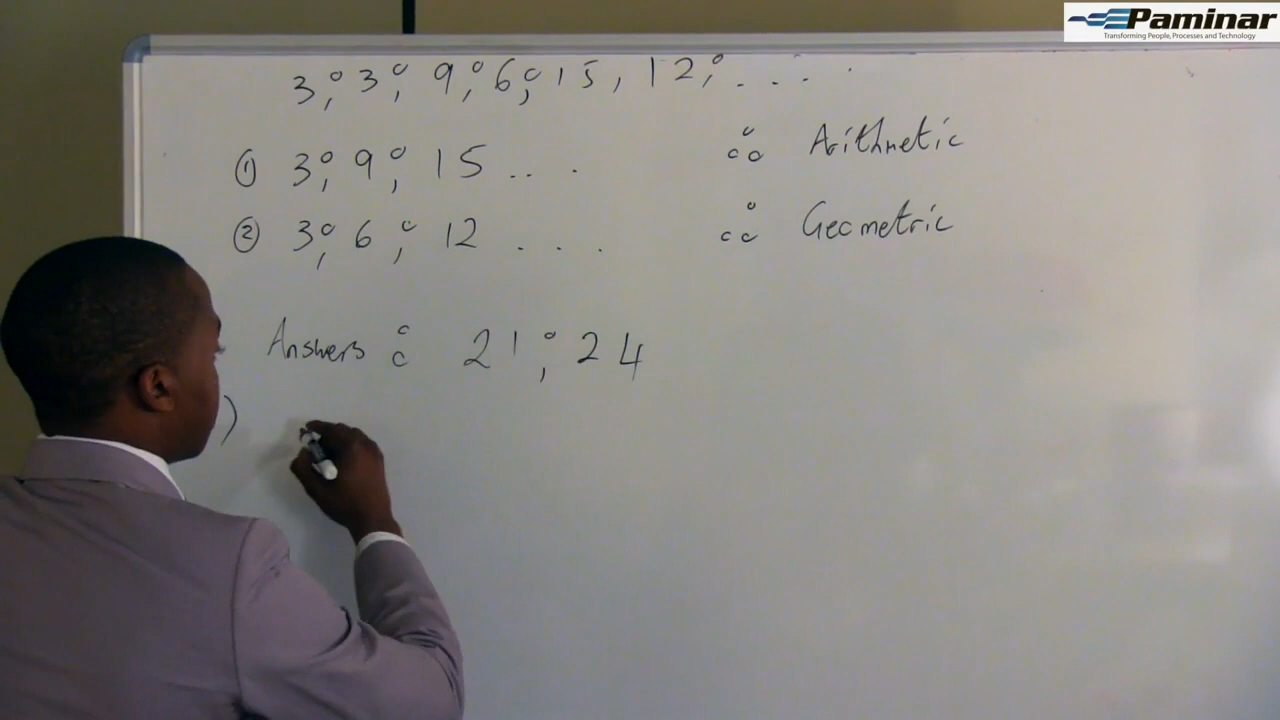 Paminar
Transforming People, Processes and Technology
3; 3; 9; 6; 15, 12; ...
① 3; 9; 15 ... ∴ Arithmetic
② 3; 6; 12 ... ∴ Geometric
Answers : 21; 24
)